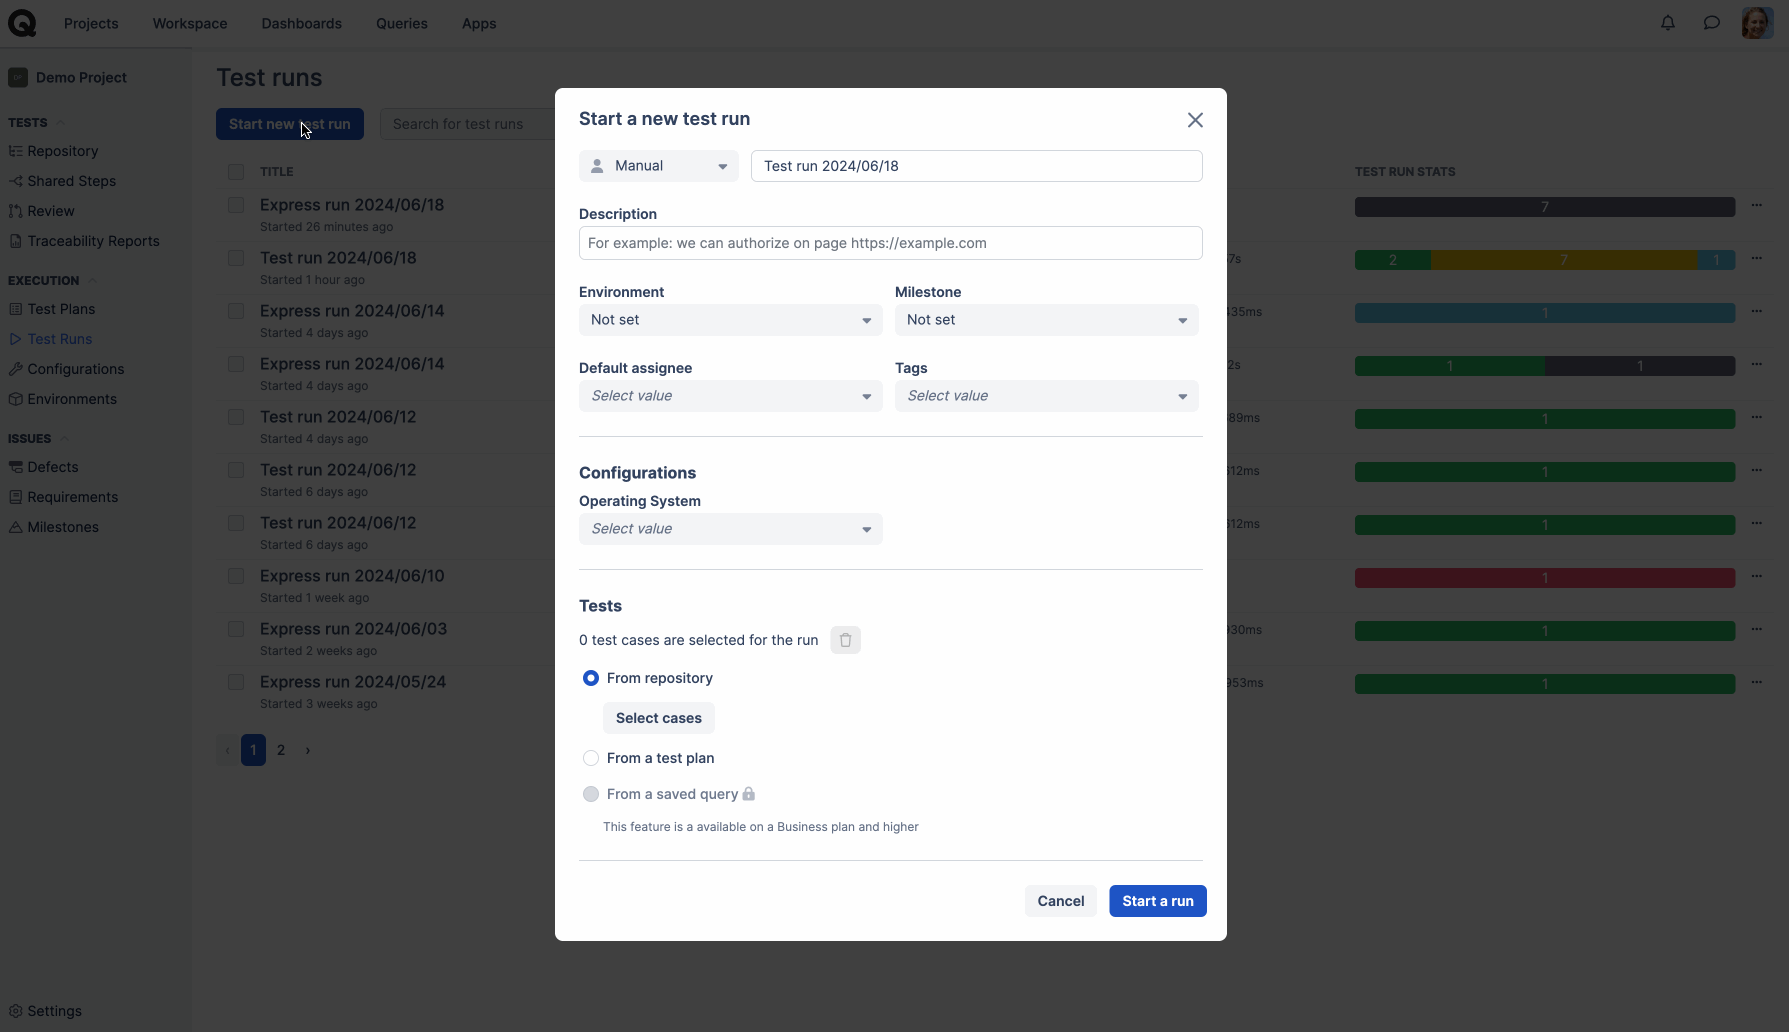 Projects Workspace Dashboards Queries Apps
Demo Project
TESTS
Repository
Shared Steps
Review
Traceability Reports
EXECUTION
Test Plans
Test Runs
Configurations
Environments
ISSUES
Defects
Requirements
Milestones
Settings
Test runs
Start new test run
Search for test runs
TITLE
TEST RUN STATS
Express run 2024/06/18
Started 26 minutes ago
7
Test run 2024/06/18
Started 1 hour ago
7s
2 7 1
Express run 2024/06/14
Started 4 days ago
435ms
1
Express run 2024/06/14
Started 4 days ago
2s
1 1
Test run 2024/06/12
Started 4 days ago
89ms
1
Test run 2024/06/12
Started 6 days ago
612ms
1
Test run 2024/06/12
Started 6 days ago
612ms
1
Express run 2024/06/10
Started 1 week ago
1
Express run 2024/06/03
Started 2 weeks ago
930ms
1
Express run 2024/05/24
Started 3 weeks ago
953ms
1
1 2
Start a new test run
Manual
Test run 2024/06/18
Description
For example: we can authorize on page https://example.com
Environment
Milestone
Not set
Not set
Default assignee
Tags
Select value
Select value
Configurations
Operating System
Select value
Tests
0 test cases are selected for the run
From repository
Select cases
From a test plan
From a saved query
This feature is a available on a Business plan and higher
Cancel
Start a run